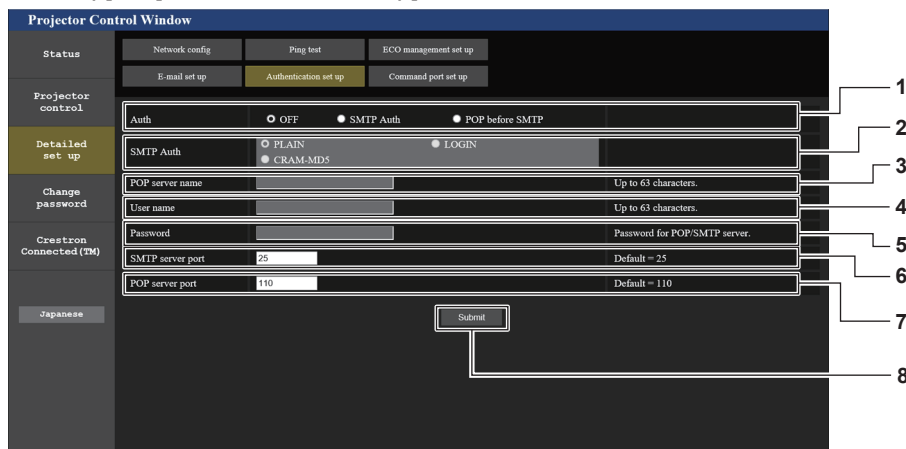 Projector Control Window
Status
Network config
Ping test
ECO management set up
E-mail set up
Authentication set up
Command port set up
Projector
control
Detailed
set up
Change
password
Crestron
Connected(TM)
Japanese
Auth
OFF
SMTP Auth
POP before SMTP
1
SMTP Auth
PLAIN
LOGIN
CRAM-MD5
2
POP server name
Up to 63 characters.
3
User name
Up to 63 characters.
4
Password
Password for POP/SMTP server.
5
SMTP server port
25
Default = 25
6
POP server port
110
Default = 110
7
Submit
8